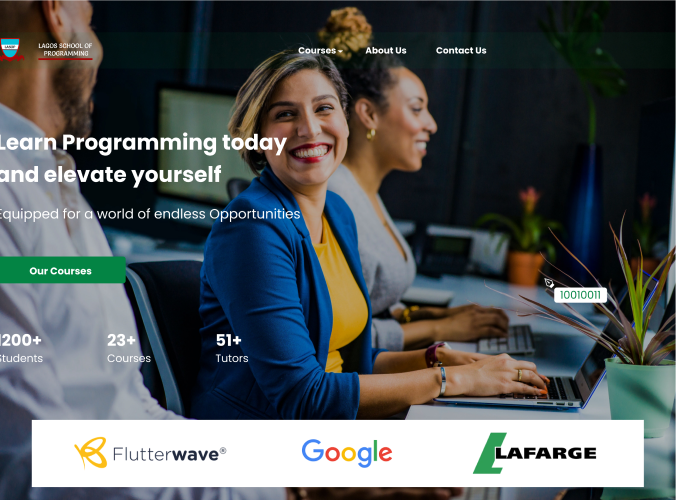 LAGOS SCHOOL OF
PROGRAMMING
Courses
About Us
Contact Us
Learn Programming today
and elevate yourself
Equipped for a world of endless Opportunities
Our Courses
1200+
Students
23+
Courses
51+
Tutors
10010011
Flutterwave®
Google
LAFARGE